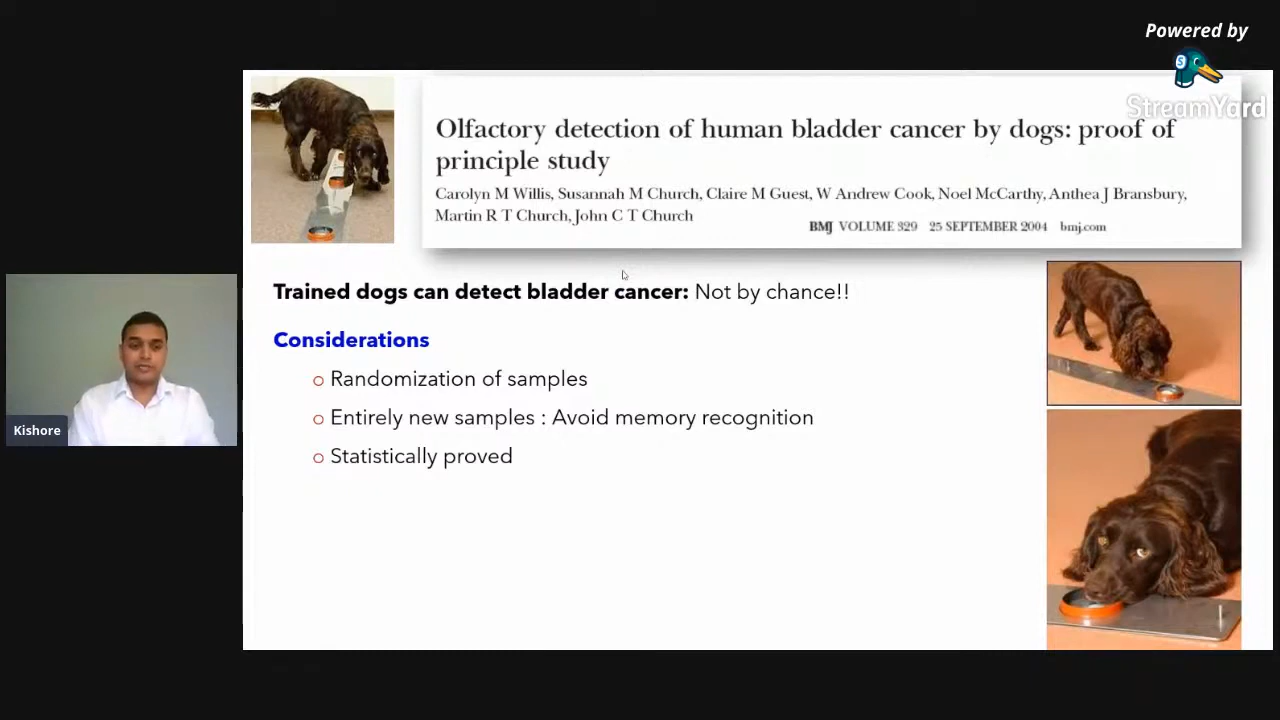 Powered by
StreamYard
Olfactory detection of human bladder cancer by dogs: proof of
principle study
Carolyn M Willis, Susannah M Church, Claire M Guest, W Andrew Cook, Noel McCarthy, Anthea J Bransbury,
Martin R T Church, John C T Church
BMJ VOLUME 329 25 SEPTEMBER 2004 bmj.com
Trained dogs can detect bladder cancer: Not by chance!!
Considerations
o Randomization of samples
o Entirely new samples : Avoid memory recognition
o Statistically proved
Kishore